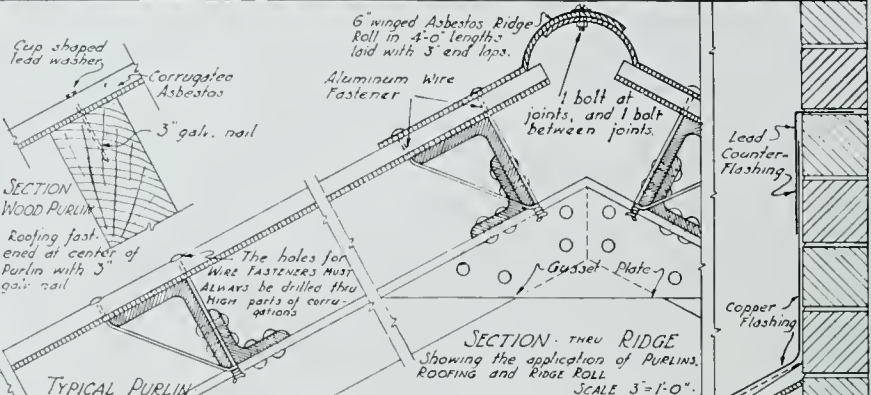 Cup shaped
lead washer
Corrugated
Asbestos
3" galv. nail
SECTION
WOOD PURLIN
Roofing fast-
ened at center of
Purlin with 3"
galv. nail
6" winged Asbestos Ridge
Roll in 4'-0" lengths
laid with 3" end laps.
Aluminum Wire
Fastener
1 bolt at
joints, and 1 bolt
between joints.
The holes for
WIRE FASTENERS MUST
ALWAYS be drilled thru
HIGH parts of corru-
gations
Gusset Plate
TYPICAL PURLIN
SECTION THRU RIDGE
Showing the application of PURLINS,
ROOFING and RIDGE ROLL
SCALE 3"=1'-0".
Lead
Counter-
Flashing
Copper
Flashing